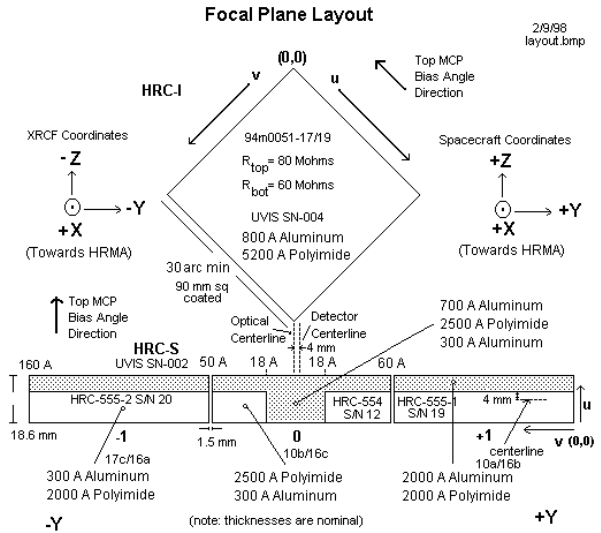 Focal Plane Layout
2/9/98
layout.bmp
(0,0)
v
u
Top MCP
Bias Angle
Direction
HRC-I
XRCF Coordinates
-Z
-Y
+X
(Towards HRMA)
94m0051-17/19
Rtop= 80 Mohms
Rbot= 60 Mohms
UVIS SN-004
800 A Aluminum
5200 A Polyimide
Spacecraft Coordinates
+Z
+Y
+X
(Towards HRMA)
30 arc min
90 mm sq
coated
Top MCP
Bias Angle
Direction
Optical
Centerline
Detector
Centerline
4 mm
700 A Aluminum
2500 A Polyimide
300 A Aluminum
HRC-S
UVIS SN-002
160 A
50 A
18 A
18 A
60 A
HRC-555-2 S/N 20
HRC-554
S/N 12
HRC-555-1
S/N 19
4 mm
u
18.6 mm
-1
1.5 mm
0
+1
v (0,0)
17c/16a
10b/16c
centerline
10a/16b
300 A Aluminum
2000 A Polyimide
2500 A Polyimide
300 A Aluminum
2000 A Aluminum
2000 A Polyimide
-Y
(note: thicknesses are nominal)
+Y